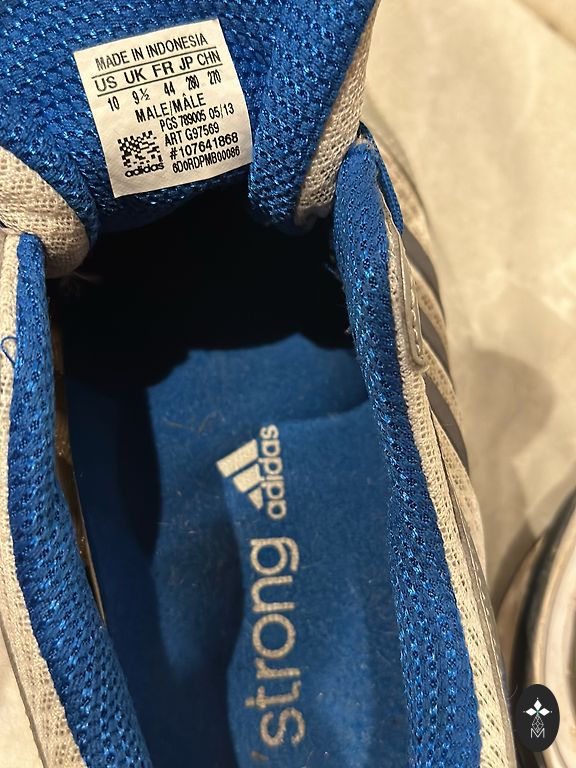 MADE IN INDONESIA
US UK FR JP CHN
10 9½ 44 280 270
MALE/MÂLE
PGS 789005 05/13
ART G97569
#107641868
adidas 6D0RDPMB00086
adidas
'strong
M